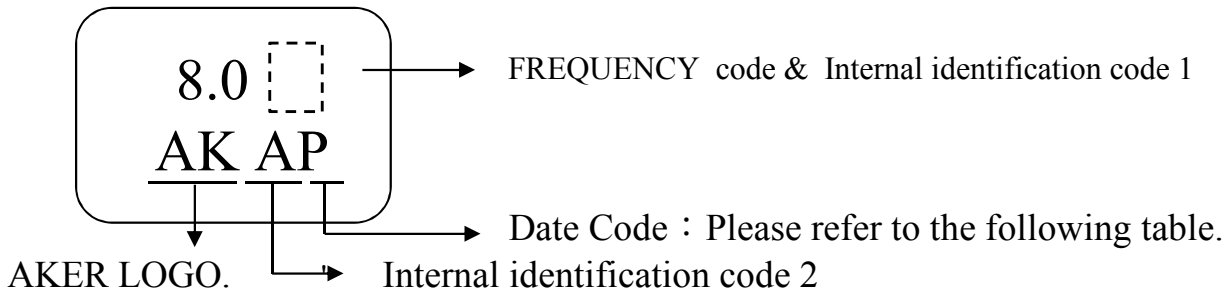 8.0
FREQUENCY code & Internal identification code 1
AK AP
Date Code：Please refer to the following table.
AKER LOGO.
Internal identification code 2